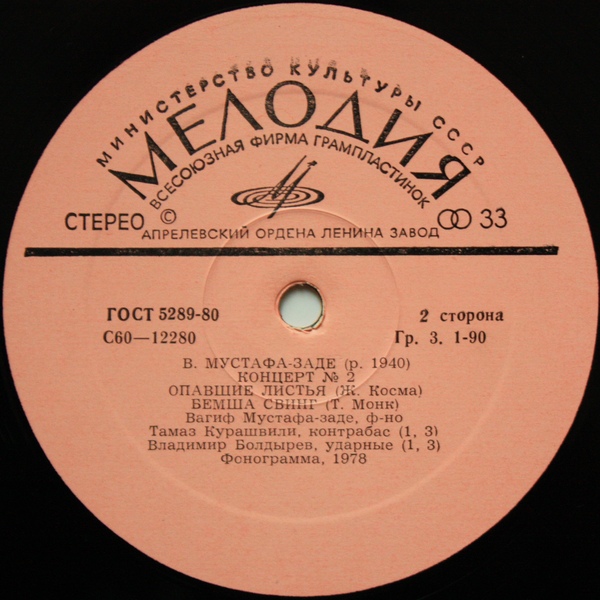 МИНИСТЕРСТВО КУЛЬТУРЫ СССР
МЕЛОДИЯ
ВСЕСОЮЗНАЯ ФИРМА ГРАМПЛАСТИНОК
СТЕРЕО © 33
АПРЕЛЕВСКИЙ ОРДЕНА ЛЕНИНА ЗАВОД
ГОСТ 5289-80 2 сторона
С60—12280 Гр. 3. 1-90
В. МУСТАФА-ЗАДЕ (р. 1940)
КОНЦЕРТ № 2
ОПАВШИЕ ЛИСТЬЯ (Ж. Косма)
БЕМША СВИНГ (Т. Монк)
Вагиф Мустафа-заде, ф-но
Тамаз Курашвили, контрабас (1, 3)
Владимир Болдырев, ударные (1, 3)
Фонограмма, 1978